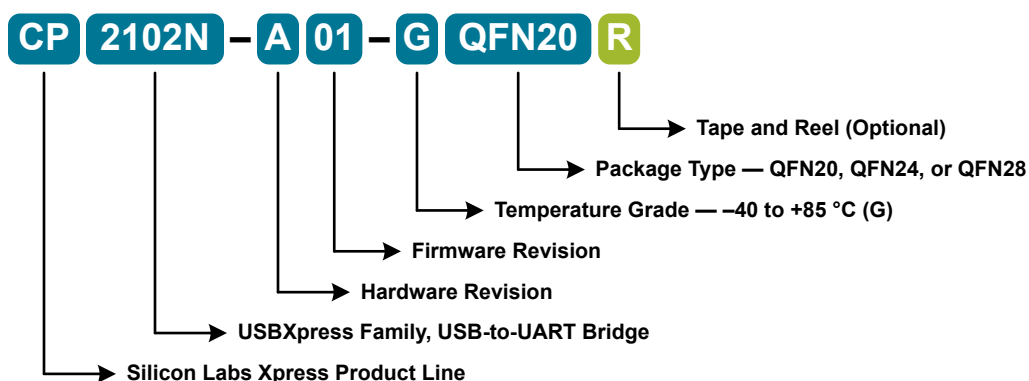 CP 2102N – A 01 – G QFN20 R
Tape and Reel (Optional)
Package Type — QFN20, QFN24, or QFN28
Temperature Grade — –40 to +85 °C (G)
Firmware Revision
Hardware Revision
USBXpress Family, USB-to-UART Bridge
Silicon Labs Xpress Product Line